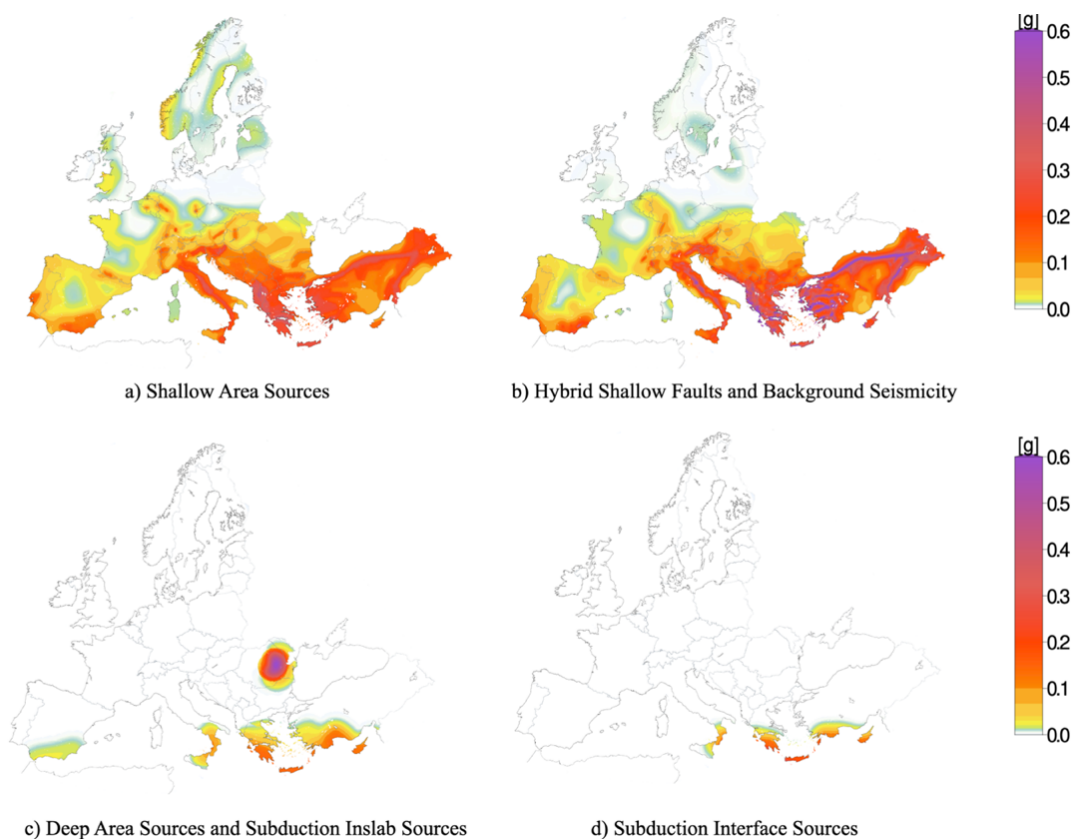 [g]
0.6
0.5
0.4
0.3
0.2
0.1
0.0
a) Shallow Area Sources
b) Hybrid Shallow Faults and Background Seismicity
[g]
0.6
0.5
0.4
0.3
0.2
0.1
0.0
c) Deep Area Sources and Subduction Inslab Sources
d) Subduction Interface Sources